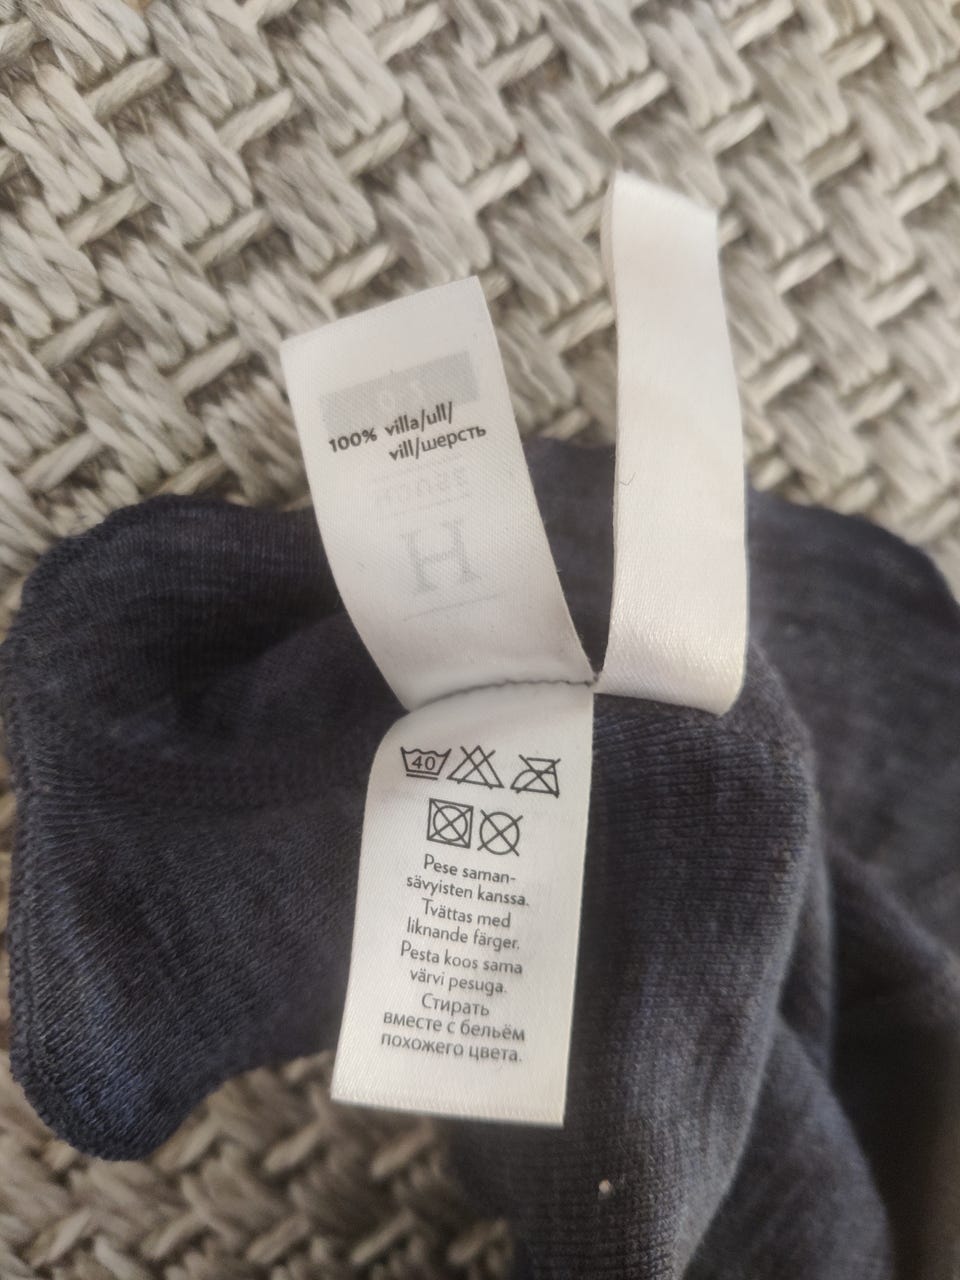 100% villa/ull/
vill/шерсть
H
40
Pese saman-
sävyisten kanssa.
Tvättas med
liknande färger.
Pesta koos sama
värvi pesuga.
Стирать
вместе с бельём
похожего цвета.